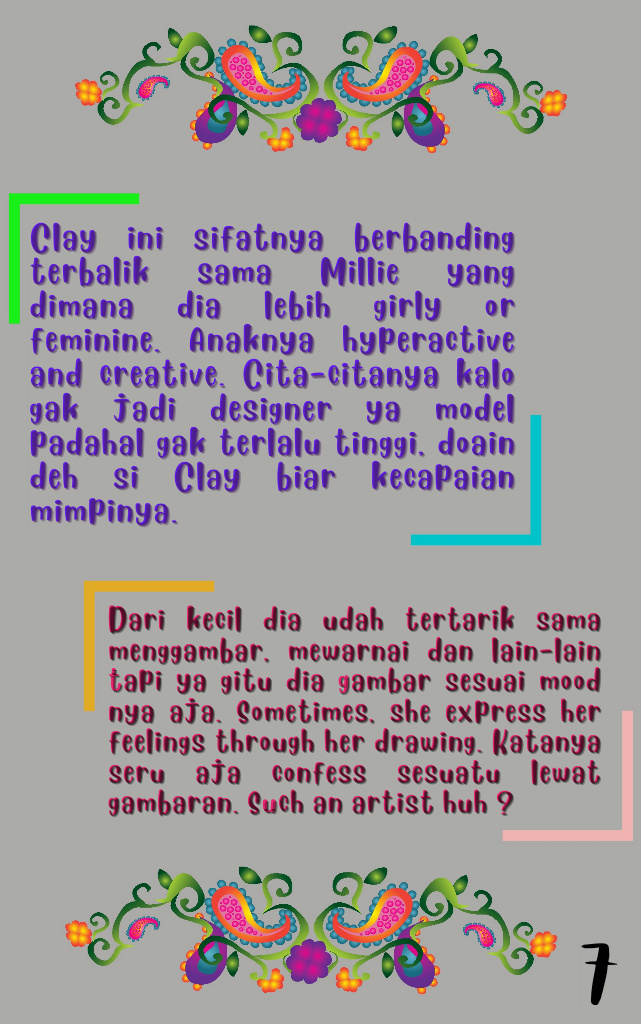 Clay ini sifatnya berbanding
terbalik sama Millie yang
dimana dia lebih girly or
feminine. Anaknya hyperactive
and creative. Cita-citanya kalo
gak jadi designer ya model
padahal gak terlalu tinggi. doain
deh si Clay biar kecapaian
mimpinya.
Dari kecil dia udah tertarik sama
menggambar, mewarnai dan lain-lain
tapi ya gitu dia gambar sesuai mood
nya aja. Sometimes, she express her
feelings through her drawing. Katanya
seru aja confess sesuatu lewat
gambaran. Such an artist huh ?
7